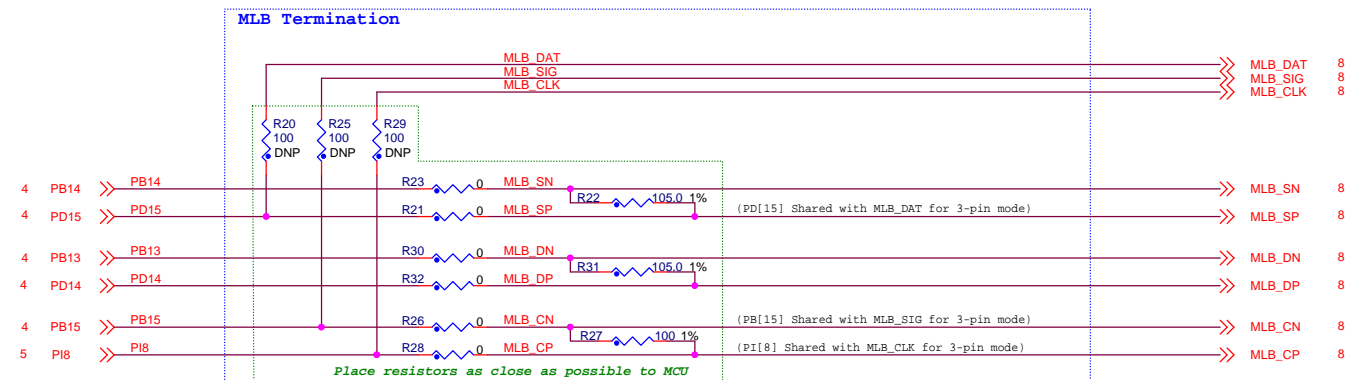 MLB Termination
MLB_DAT MLB_DAT 8
MLB_SIG MLB_SIG 8
MLB_CLK MLB_CLK 8
R20 R25 R29
100 100 100
DNP DNP DNP
4 PB14 PB14 R23 0 MLB_SN MLB_SN 8
R22 105.0 1%
4 PD15 PD15 R21 0 MLB_SP (PD[15] Shared with MLB_DAT for 3-pin mode) MLB_SP 8
4 PB13 PB13 R30 0 MLB_DN MLB_DN 8
R31 105.0 1%
4 PD14 PD14 R32 0 MLB_DP MLB_DP 8
4 PB15 PB15 R26 0 MLB_CN (PB[15] Shared with MLB_SIG for 3-pin mode) MLB_CN 8
R27 100 1%
5 PI8 PI8 R28 0 MLB_CP (PI[8] Shared with MLB_CLK for 3-pin mode) MLB_CP 8
Place resistors as close as possible to MCU